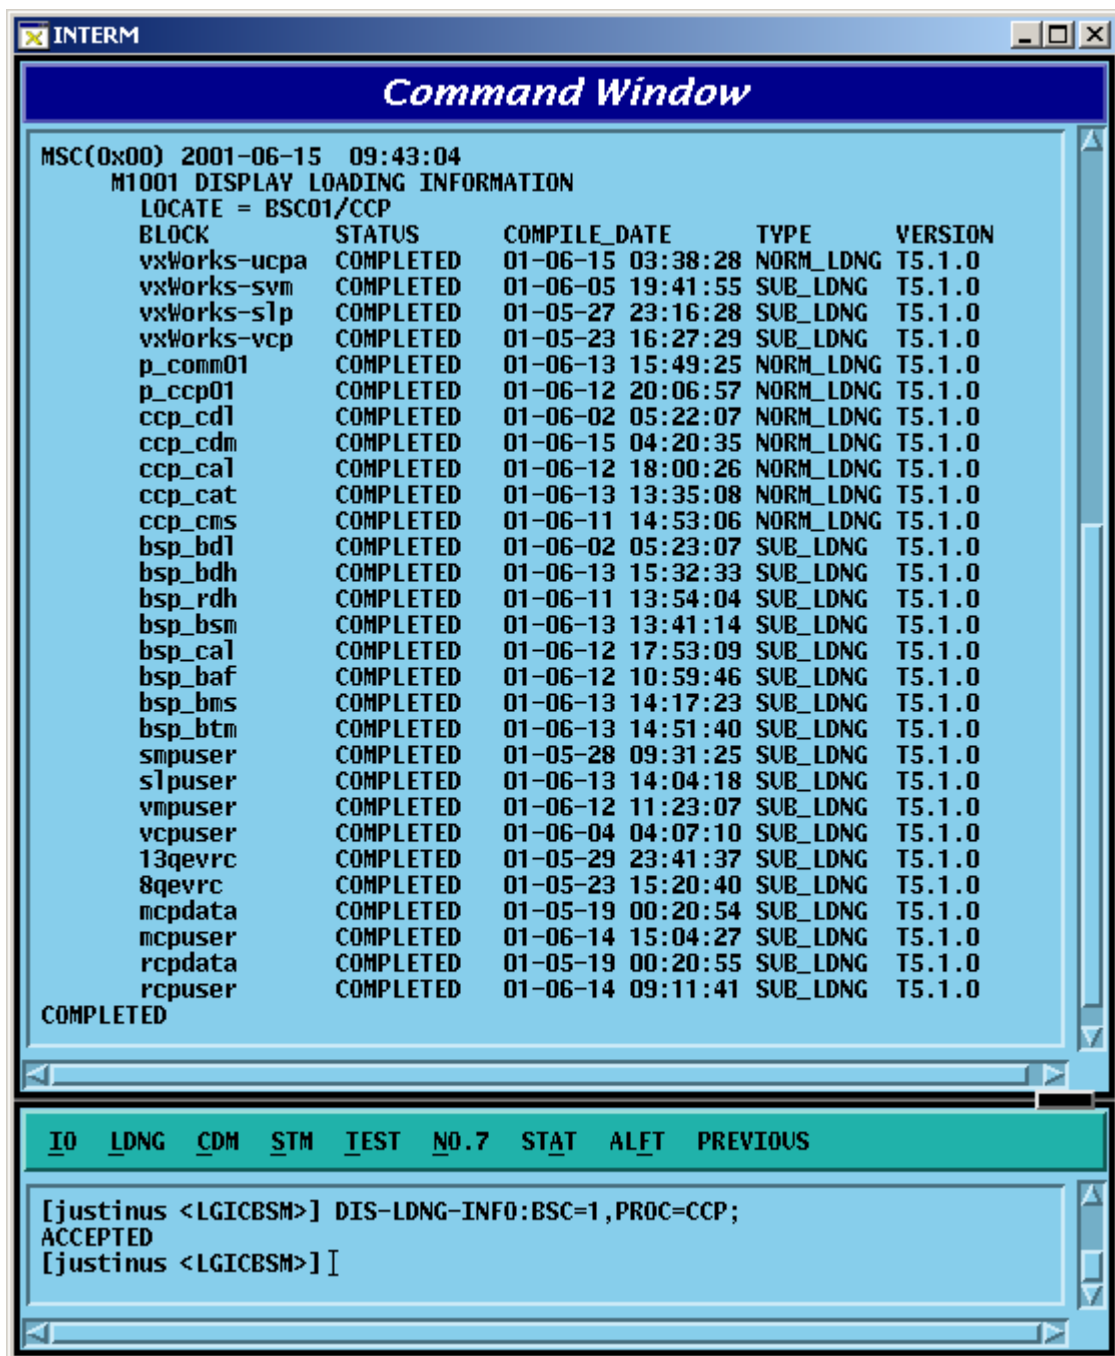 INTERM
Command Window
MSC(0x00) 2001-06-15 09:43:04
M1001 DISPLAY LOADING INFORMATION
LOCATE = BSC01/CCP
BLOCK STATUS COMPILE_DATE TYPE VERSION
vxWorks-ucpa COMPLETED 01-06-15 03:38:28 NORM_LDNG T5.1.0
vxWorks-svm COMPLETED 01-06-05 19:41:55 SUB_LDNG T5.1.0
vxWorks-slp COMPLETED 01-05-27 23:16:28 SUB_LDNG T5.1.0
vxWorks-vcp COMPLETED 01-05-23 16:27:29 SUB_LDNG T5.1.0
p_comm01 COMPLETED 01-06-13 15:49:25 NORM_LDNG T5.1.0
p_ccp01 COMPLETED 01-06-12 20:06:57 NORM_LDNG T5.1.0
ccp_cdl COMPLETED 01-06-02 05:22:07 NORM_LDNG T5.1.0
ccp_cdm COMPLETED 01-06-15 04:20:35 NORM_LDNG T5.1.0
ccp_cal COMPLETED 01-06-12 18:00:26 NORM_LDNG T5.1.0
ccp_cat COMPLETED 01-06-13 13:35:08 NORM_LDNG T5.1.0
ccp_cms COMPLETED 01-06-11 14:53:06 NORM_LDNG T5.1.0
bsp_bdl COMPLETED 01-06-02 05:23:07 SUB_LDNG T5.1.0
bsp_bdh COMPLETED 01-06-13 15:32:33 SUB_LDNG T5.1.0
bsp_rdh COMPLETED 01-06-11 13:54:04 SUB_LDNG T5.1.0
bsp_bsm COMPLETED 01-06-13 13:41:14 SUB_LDNG T5.1.0
bsp_cal COMPLETED 01-06-12 17:53:09 SUB_LDNG T5.1.0
bsp_baf COMPLETED 01-06-12 10:59:46 SUB_LDNG T5.1.0
bsp_bms COMPLETED 01-06-13 14:17:23 SUB_LDNG T5.1.0
bsp_btm COMPLETED 01-06-13 14:51:40 SUB_LDNG T5.1.0
smpuser COMPLETED 01-05-28 09:31:25 SUB_LDNG T5.1.0
slpuser COMPLETED 01-06-13 14:04:18 SUB_LDNG T5.1.0
vmpuser COMPLETED 01-06-12 11:23:07 SUB_LDNG T5.1.0
vcpuser COMPLETED 01-06-04 04:07:10 SUB_LDNG T5.1.0
13qevrc COMPLETED 01-05-29 23:41:37 SUB_LDNG T5.1.0
8qevrc COMPLETED 01-05-23 15:20:40 SUB_LDNG T5.1.0
mcpdata COMPLETED 01-05-19 00:20:54 SUB_LDNG T5.1.0
mcpuser COMPLETED 01-06-14 15:04:27 SUB_LDNG T5.1.0
rcpdata COMPLETED 01-05-19 00:20:55 SUB_LDNG T5.1.0
rcpuser COMPLETED 01-06-14 09:11:41 SUB_LDNG T5.1.0
COMPLETED
IO LDNG CDM STM TEST NO.7 STAT ALFT PREVIOUS
[justinus <LGICBSM>] DIS-LDNG-INFO:BSC=1,PROC=CCP;
ACCEPTED
[justinus <LGICBSM>]